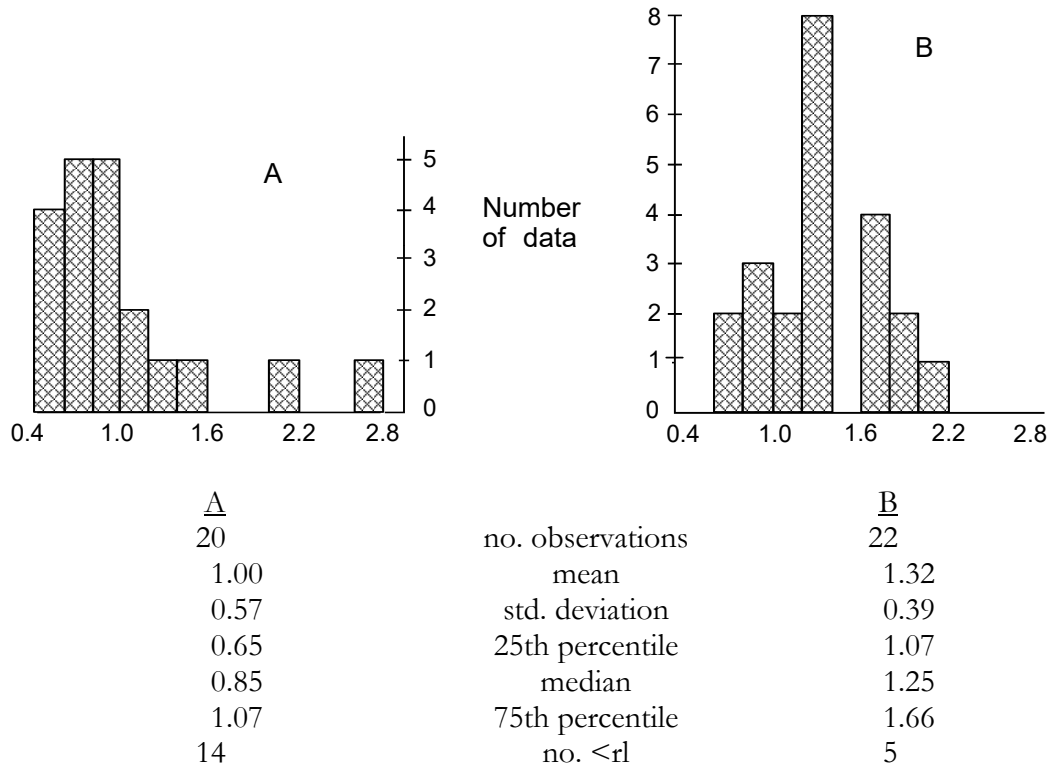 8
7
6
5
4
3
2
1
0
B
5
4
3
2
1
0
A
Number
of data
0.4 1.0 1.6 2.2 2.8
0.4 1.0 1.6 2.2 2.8
A B
20 no. observations 22
1.00 mean 1.32
0.57 std. deviation 0.39
0.65 25th percentile 1.07
0.85 median 1.25
1.07 75th percentile 1.66
14 no. <rl 5